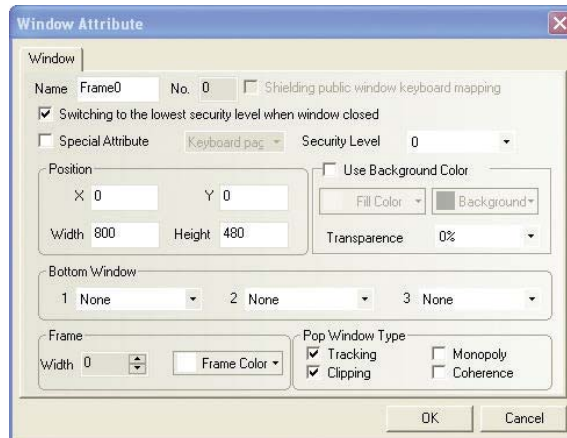 Window Attribute
Window
Name Frame0 No. 0 Shielding public window keyboard mapping
Switching to the lowest security level when window closed
Special Attribute Keyboard pag Security Level 0
Position
Use Background Color
X 0 Y 0
Fill Color Background
Width 800 Height 480
Transparence 0%
Bottom Window
1 None 2 None 3 None
Frame
Pop Window Type
Width 0 Frame Color
Tracking Monopoly
Clipping Coherence
OK Cancel